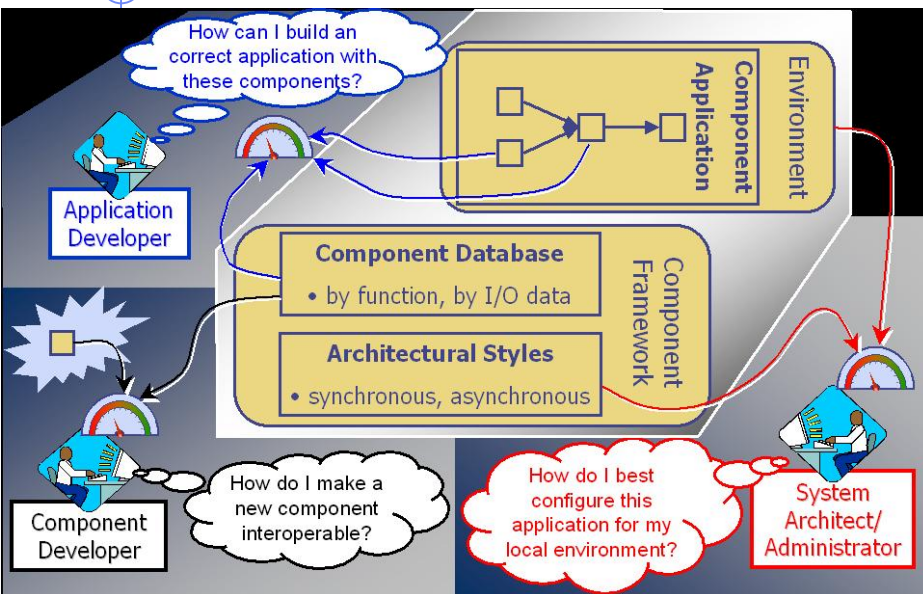 How can I build an
correct application with
these components?
Application
Developer
Component
Application
Environment
Component Database
• by function, by I/O data
Architectural Styles
• synchronous, asynchronous
Component
Framework
How do I make a
new component
interoperable?
Component
Developer
How do I best
configure this
application for my
local environment?
System
Architect/
Administrator